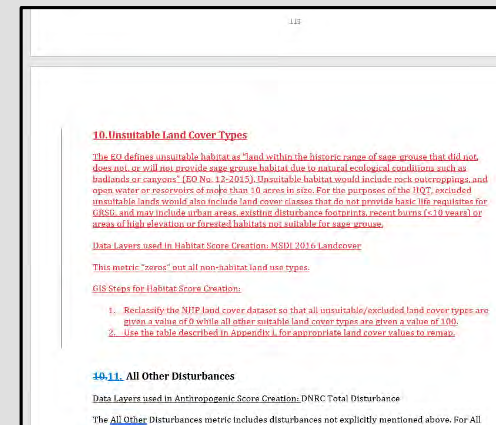 115
10.Unsuitable Land Cover Types
The EO defines unsuitable habitat as "land within the historic range of sage-grouse that did not,
does not, or will not provide sage grouse habitat due to natural ecological conditions such as
badlands or canyons" (EO No. 12-2015). Unsuitable habitat would include rock outcroppings, and
open water or reservoirs of more than 10 acres in size. For the purposes of the HQT, excluded
unsuitable lands would also include land cover classes that do not provide basic life requisites for
GRSG, and may include urban areas, existing disturbance footprints, recent burns (<10 years) or
areas of high elevation or forested habitats not suitable for sage-grouse.
Data Layers used in Habitat Score Creation: MSDI 2016 Landcover
This metric "zeros" out all non-habitat land use types.
GIS Steps for Habitat Score Creation:
1. Reclassify the NHP land cover dataset so that all unsuitable/excluded land cover types are
given a value of 0 while all other suitable land cover types are given a value of 100.
2. Use the table described in Appendix L for appropriate land cover values to remap.
10.11. All Other Disturbances
Data Layers used in Anthropogenic Score Creation: DNRC Total Disturbance
The All Other Disturbances metric includes disturbances not explicitly mentioned above. For All